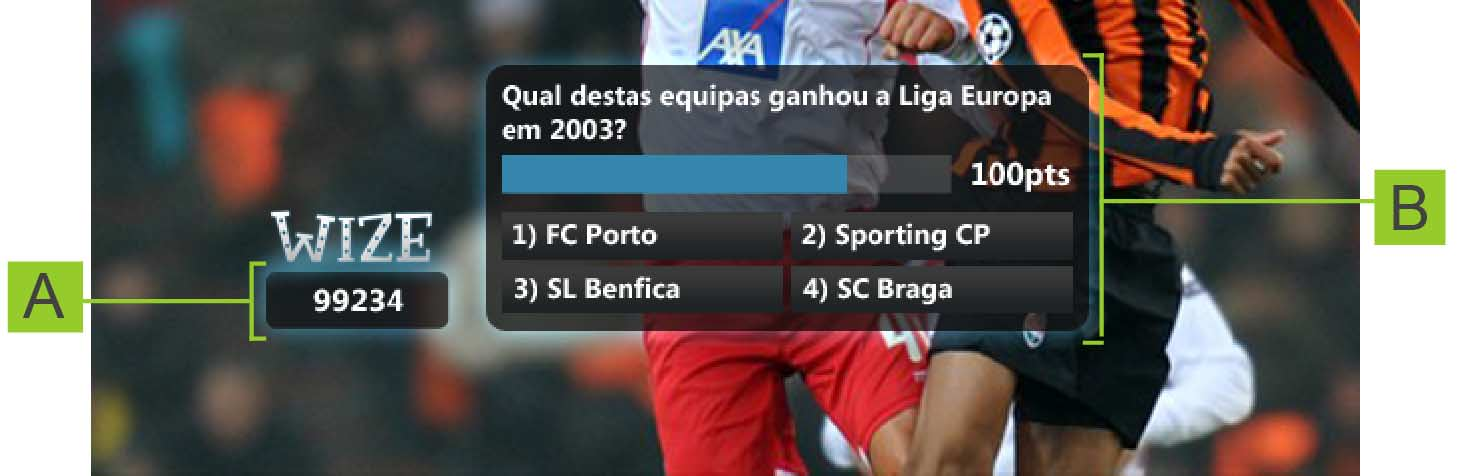 AXA
Qual destas equipas ganhou a Liga Europa
em 2003?
100pts
1) FC Porto
2) Sporting CP
3) SL Benfica
4) SC Braga
WIZE
99234
A
B